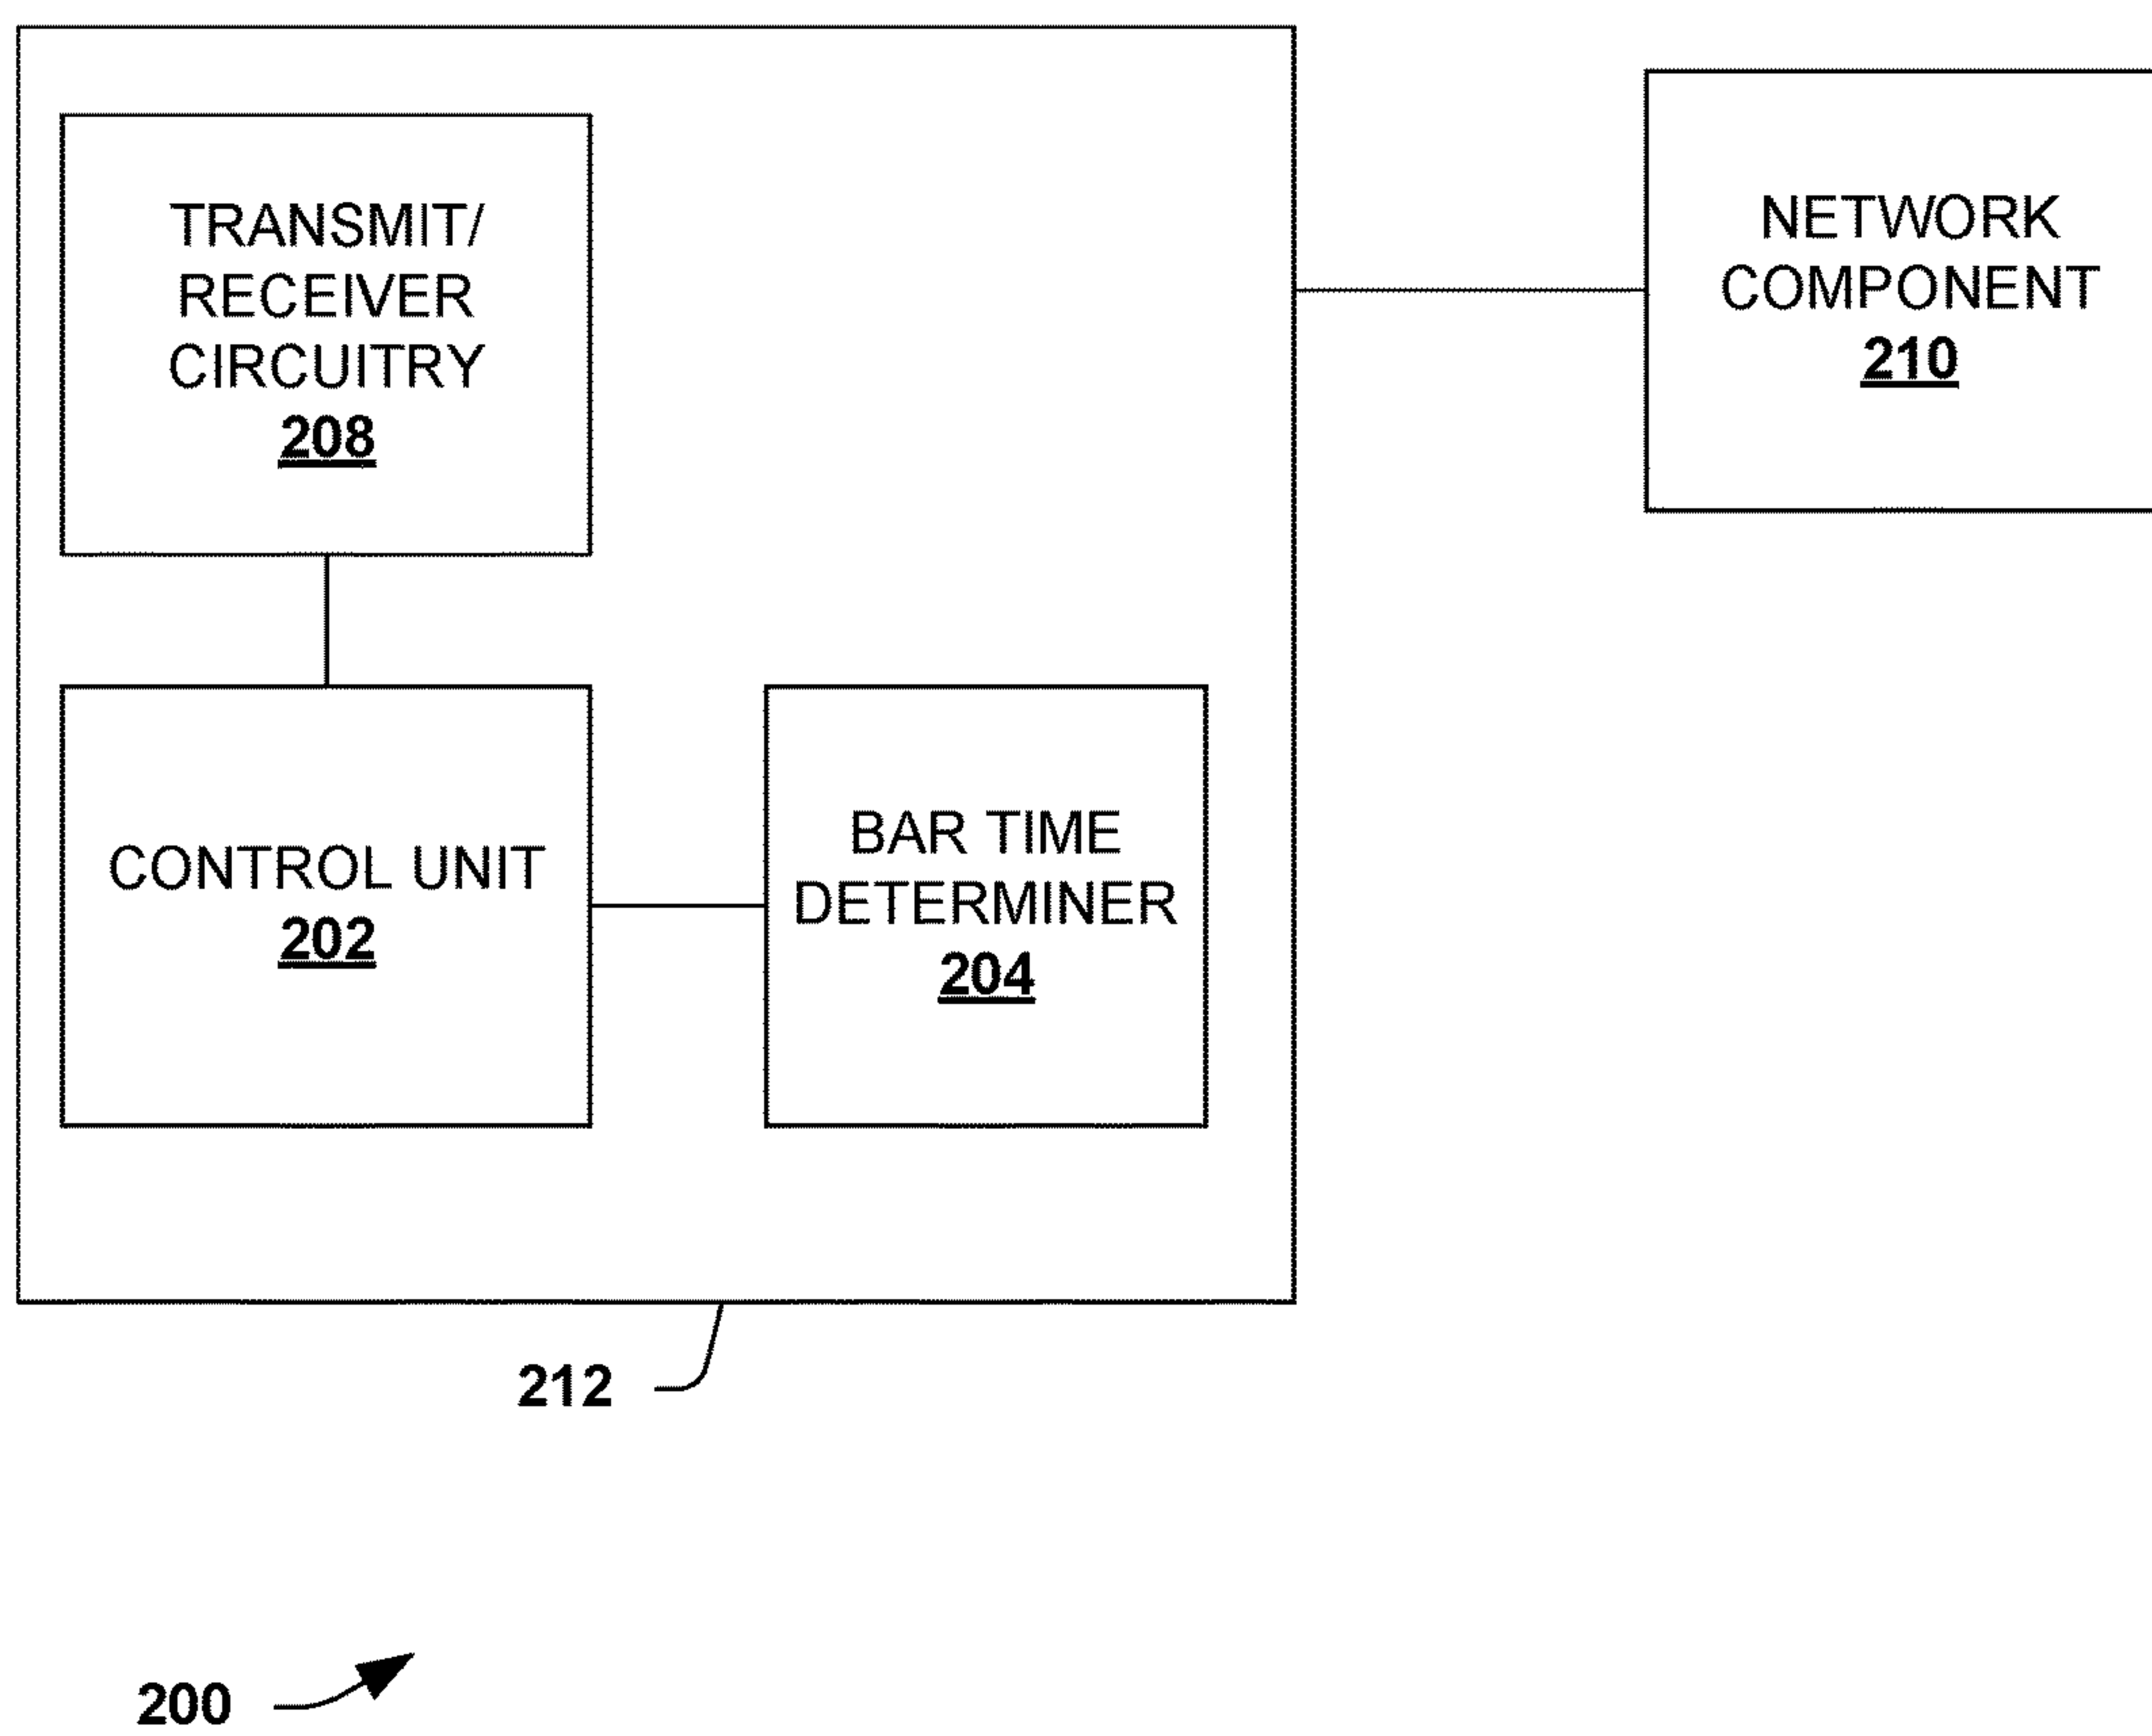 TRANSMIT/
RECEIVER
CIRCUITRY
208
NETWORK
COMPONENT
210
CONTROL UNIT
202
BAR TIME
DETERMINER
204
212
200